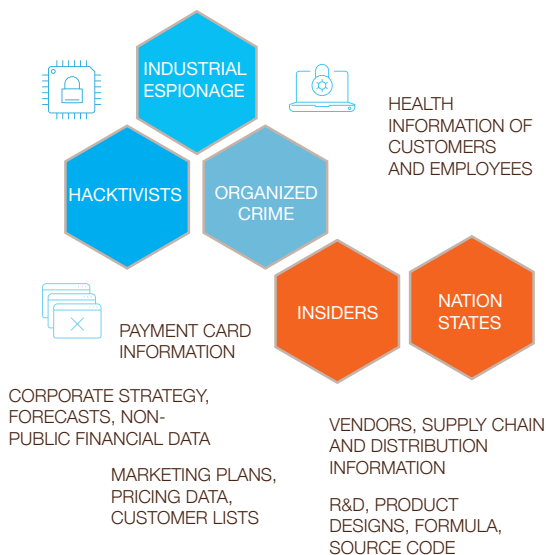 INDUSTRIAL
ESPIONAGE
HEALTH
INFORMATION OF
CUSTOMERS
AND EMPLOYEES
HACKTIVISTS
ORGANIZED
CRIME
INSIDERS
NATION
STATES
PAYMENT CARD
INFORMATION
CORPORATE STRATEGY,
FORECASTS, NON-
PUBLIC FINANCIAL DATA
MARKETING PLANS,
PRICING DATA,
CUSTOMER LISTS
VENDORS, SUPPLY CHAIN
AND DISTRIBUTION
INFORMATION
R&D, PRODUCT
DESIGNS, FORMULA,
SOURCE CODE